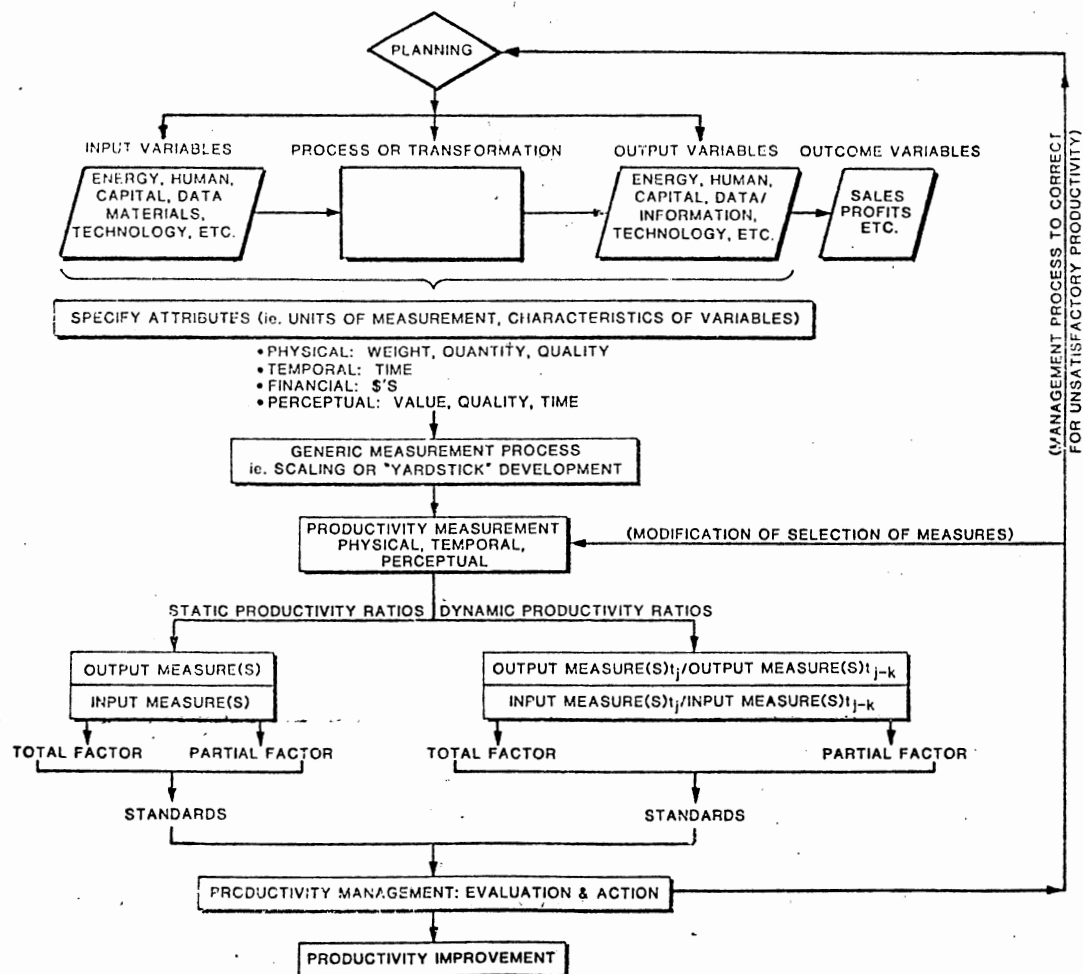 PLANNING
INPUT VARIABLES
PROCESS OR TRANSFORMATION
OUTPUT VARIABLES
OUTCOME VARIABLES
ENERGY, HUMAN,
CAPITAL, DATA
MATERIALS,
TECHNOLOGY, ETC.
ENERGY, HUMAN,
CAPITAL, DATA/
INFORMATION,
TECHNOLOGY, ETC.
SALES
PROFITS
ETC.
SPECIFY ATTRIBUTES (ie. UNITS OF MEASUREMENT, CHARACTERISTICS OF VARIABLES)
• PHYSICAL: WEIGHT, QUANTITY, QUALITY
• TEMPORAL: TIME
• FINANCIAL: $'S
• PERCEPTUAL: VALUE, QUALITY, TIME
GENERIC MEASUREMENT PROCESS
ie. SCALING OR "YARDSTICK" DEVELOPMENT
PRODUCTIVITY MEASUREMENT
PHYSICAL, TEMPORAL,
PERCEPTUAL
(MODIFICATION OF SELECTION OF MEASURES)
(MANAGEMENT PROCESS TO CORRECT
FOR UNSATISFACTORY PRODUCTIVITY)
STATIC PRODUCTIVITY RATIOS
DYNAMIC PRODUCTIVITY RATIOS
OUTPUT MEASURE(S)
INPUT MEASURE(S)
OUTPUT MEASURE(S)tj/OUTPUT MEASURE(S)tj-k
INPUT MEASURE(S)tj/INPUT MEASURE(S)tj-k
TOTAL FACTOR
PARTIAL FACTOR
TOTAL FACTOR
PARTIAL FACTOR
STANDARDS
STANDARDS
PRODUCTIVITY MANAGEMENT: EVALUATION & ACTION
PRODUCTIVITY IMPROVEMENT